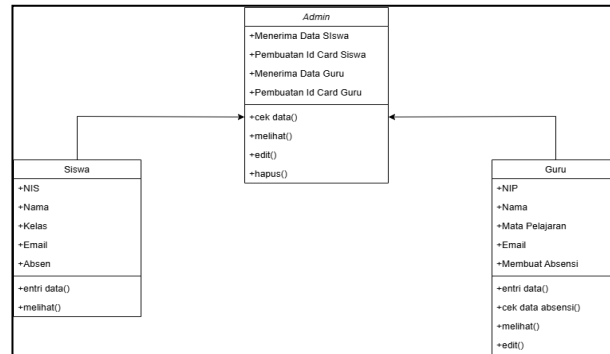 Admin
+Menerima Data SIswa
+Pembuatan Id Card Siswa
+Menerima Data Guru
+Pembuatan Id Card Guru
+cek data()
+melihat()
+edit()
+hapus()
Siswa
+NIS
+Nama
+Kelas
+Email
+Absen
+entri data()
+melihat()
Guru
+NIP
+Nama
+Mata Pelajaran
+Email
+Membuat Absensi
+entri data()
+cek data absensi()
+melihat()
+edit()